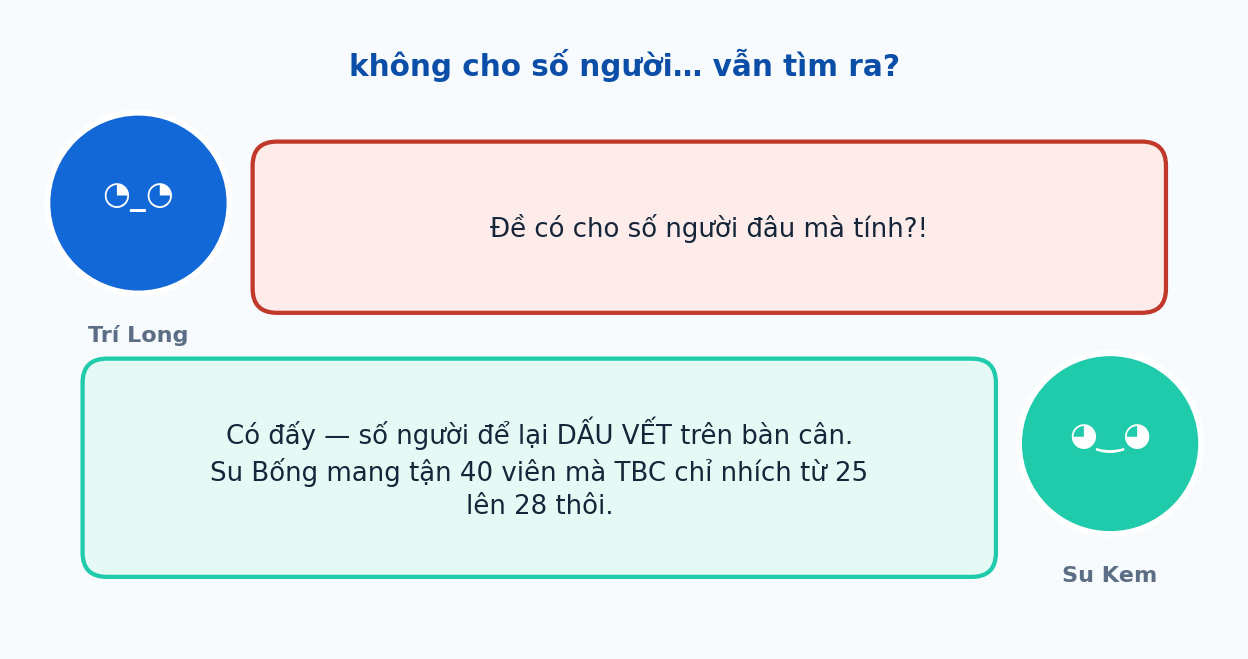 không cho số người… vẫn tìm ra?
Đề có cho số người đâu mà tính?!
Trí Long
Có đấy — số người để lại DẤU VẾT trên bàn cân.
Su Bống mang tận 40 viên mà TBC chỉ nhích từ 25
lên 28 thôi.
Su Kem